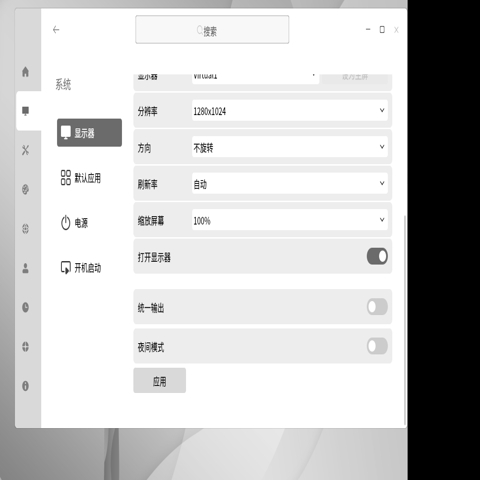 搜索
系统
显示器
默认应用
电源
开机启动
显示器 Virtual1 设为主屏
分辨率 1280x1024
方向 不旋转
刷新率 自动
缩放屏幕 100%
打开显示器
统一输出
夜间模式
应用